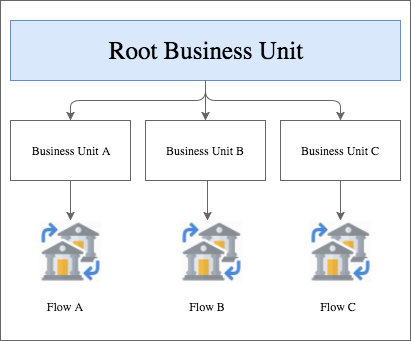 Root Business Unit
Business Unit A
Business Unit B
Business Unit C
Flow A
Flow B
Flow C